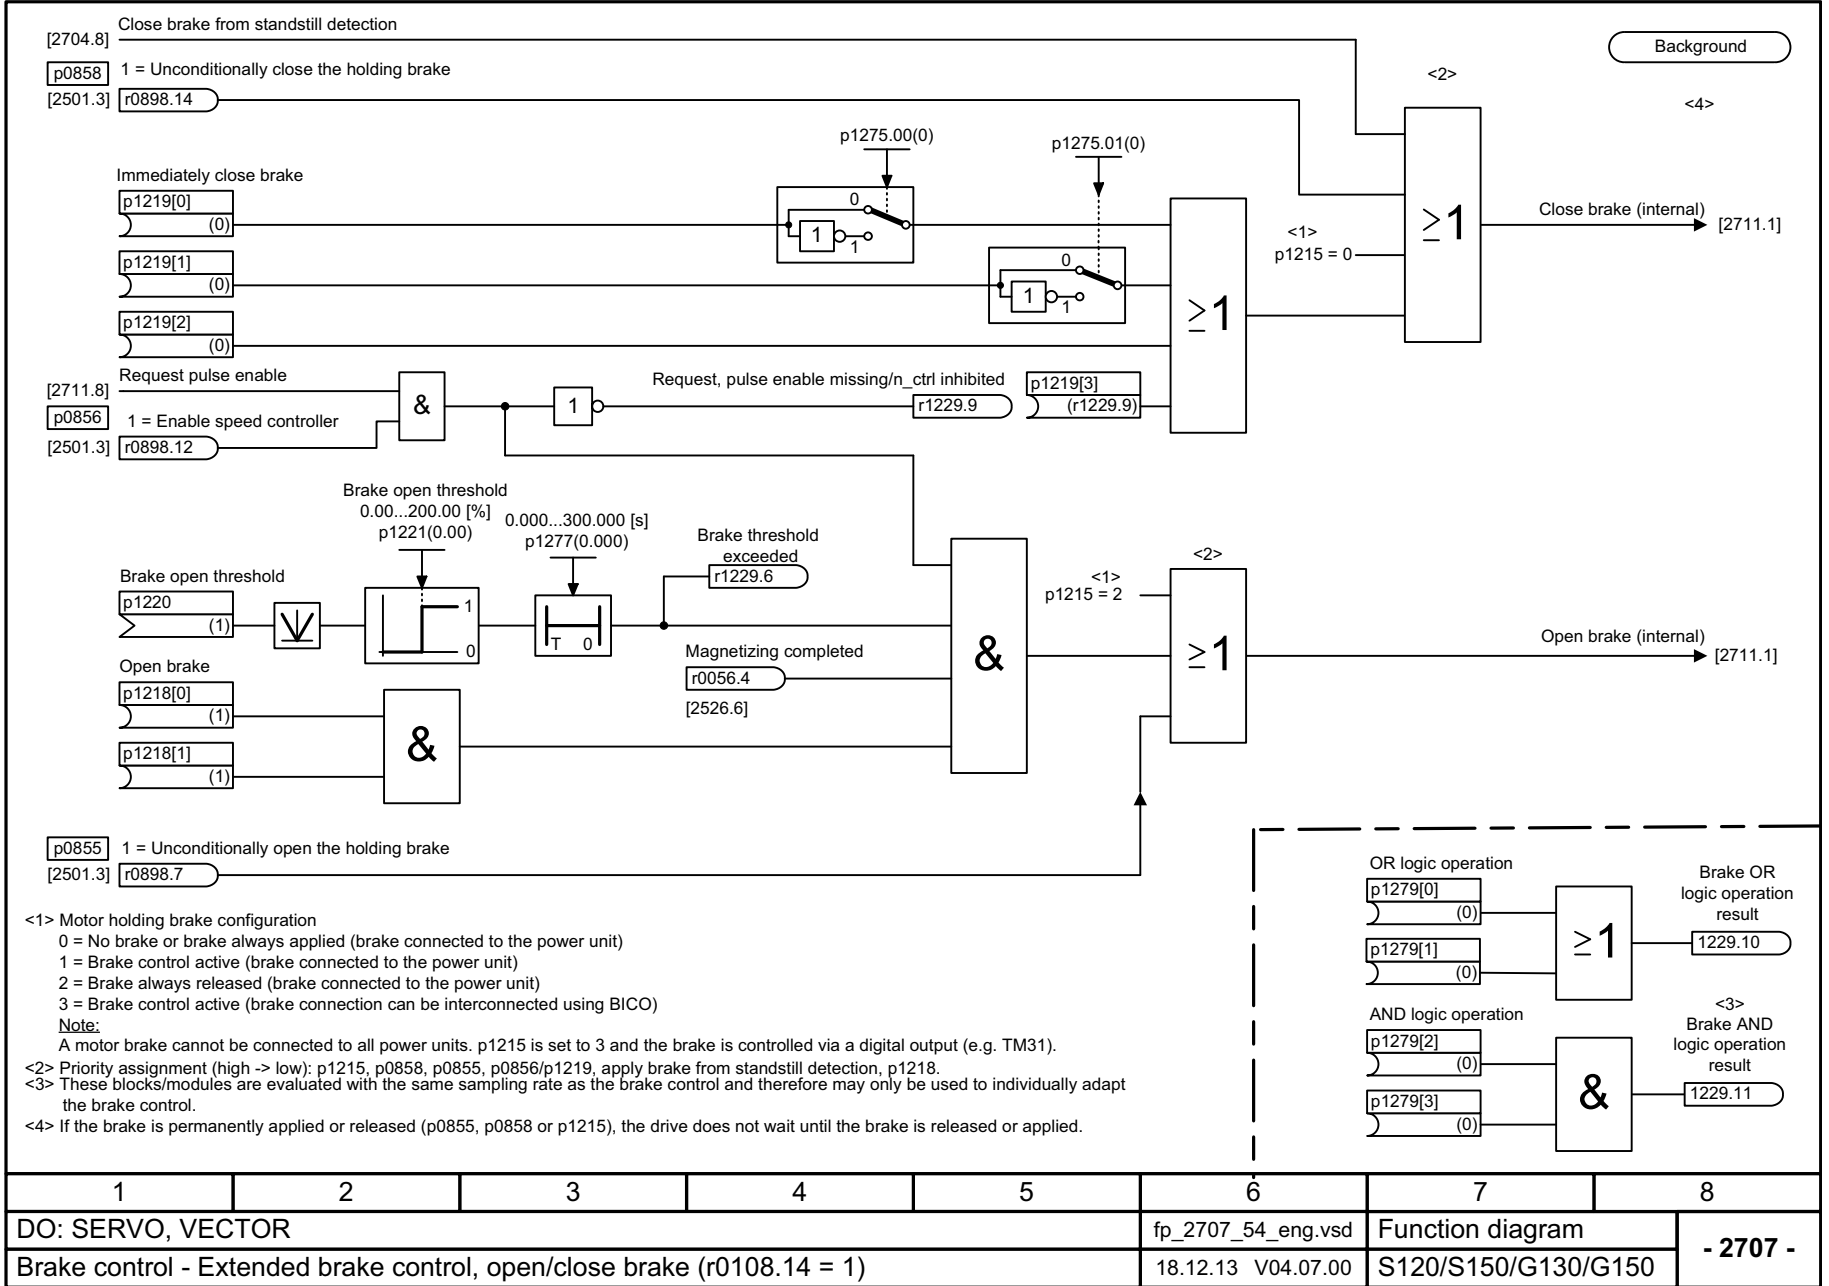 Close brake from standstill detection
[2704.8]
p0858 1 = Unconditionally close the holding brake
[2501.3] r0898.14
Background
<2>
<4>
p1275.00(0)
p1275.01(0)
Immediately close brake
p1219[0]
(0)
0
1
1
p1219[1]
(0)
0
1
1
p1219[2]
(0)
≥1
<1>
p1215 = 0
≥1
Close brake (internal)
[2711.1]
Request pulse enable
[2711.8]
p0856 1 = Enable speed controller
[2501.3] r0898.12
&
1
Request, pulse enable missing/n_ctrl inhibited
r1229.9
p1219[3]
(r1229.9)
Brake open threshold
0.00...200.00 [%]
p1221(0.00)
0.000...300.000 [s]
p1277(0.000)
Brake threshold
exceeded
r1229.6
Brake open threshold
p1220
(1)
1
0
T 0
Magnetizing completed
r0056.4
[2526.6]
Open brake
p1218[0]
(1)
p1218[1]
(1)
&
&
<1>
p1215 = 2
<2>
≥1
Open brake (internal)
[2711.1]
p0855 1 = Unconditionally open the holding brake
[2501.3] r0898.7
<1> Motor holding brake configuration
0 = No brake or brake always applied (brake connected to the power unit)
1 = Brake control active (brake connected to the power unit)
2 = Brake always released (brake connected to the power unit)
3 = Brake control active (brake connection can be interconnected using BICO)
Note:
A motor brake cannot be connected to all power units. p1215 is set to 3 and the brake is controlled via a digital output (e.g. TM31).
<2> Priority assignment (high -> low): p1215, p0858, p0855, p0856/p1219, apply brake from standstill detection, p1218.
<3> These blocks/modules are evaluated with the same sampling rate as the brake control and therefore may only be used to individually adapt
the brake control.
<4> If the brake is permanently applied or released (p0855, p0858 or p1215), the drive does not wait until the brake is released or applied.
OR logic operation
p1279[0]
(0)
p1279[1]
(0)
≥1
Brake OR
logic operation
result
1229.10
AND logic operation
p1279[2]
(0)
p1279[3]
(0)
&
<3>
Brake AND
logic operation
result
1229.11
1 2 3 4 5 6 7 8
DO: SERVO, VECTOR
fp_2707_54_eng.vsd
Function diagram
- 2707 -
Brake control - Extended brake control, open/close brake (r0108.14 = 1)
18.12.13 V04.07.00
S120/S150/G130/G150